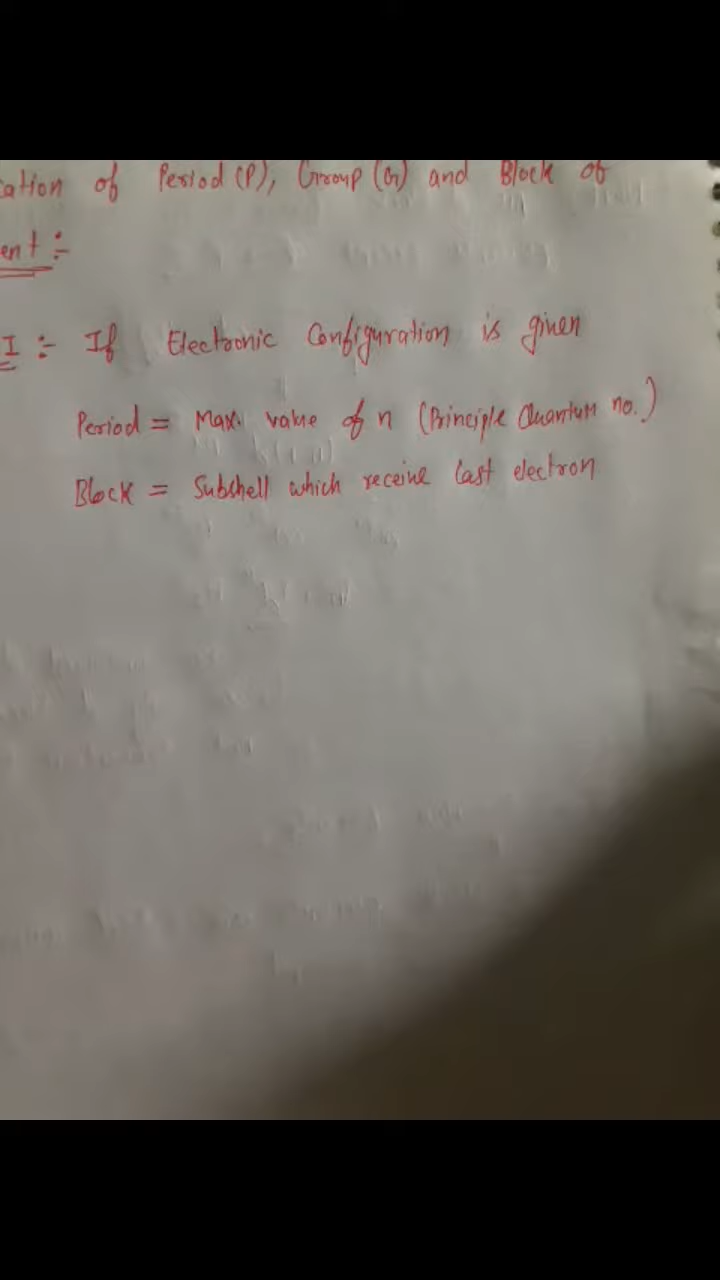 cation of Period (P), Group (G) and Block of
ent :-
I :- If Electronic Configuration is given
Period = Max. value of n (Principle Quantum no.)
Block = Subshell which receive last electron